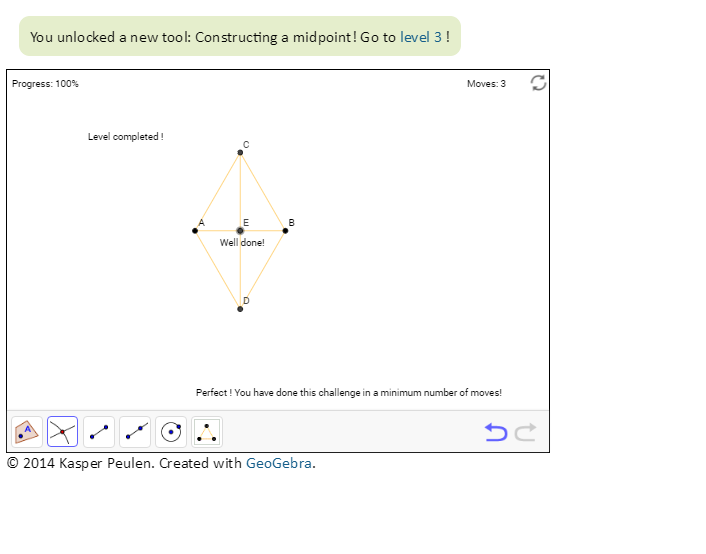 You unlocked a new tool: Constructing a midpoint! Go to level 3 !
Progress: 100%
Moves: 3
Level completed !
C
A
E
B
Well done!
D
Perfect ! You have done this challenge in a minimum number of moves!
A
© 2014 Kasper Peulen. Created with GeoGebra.